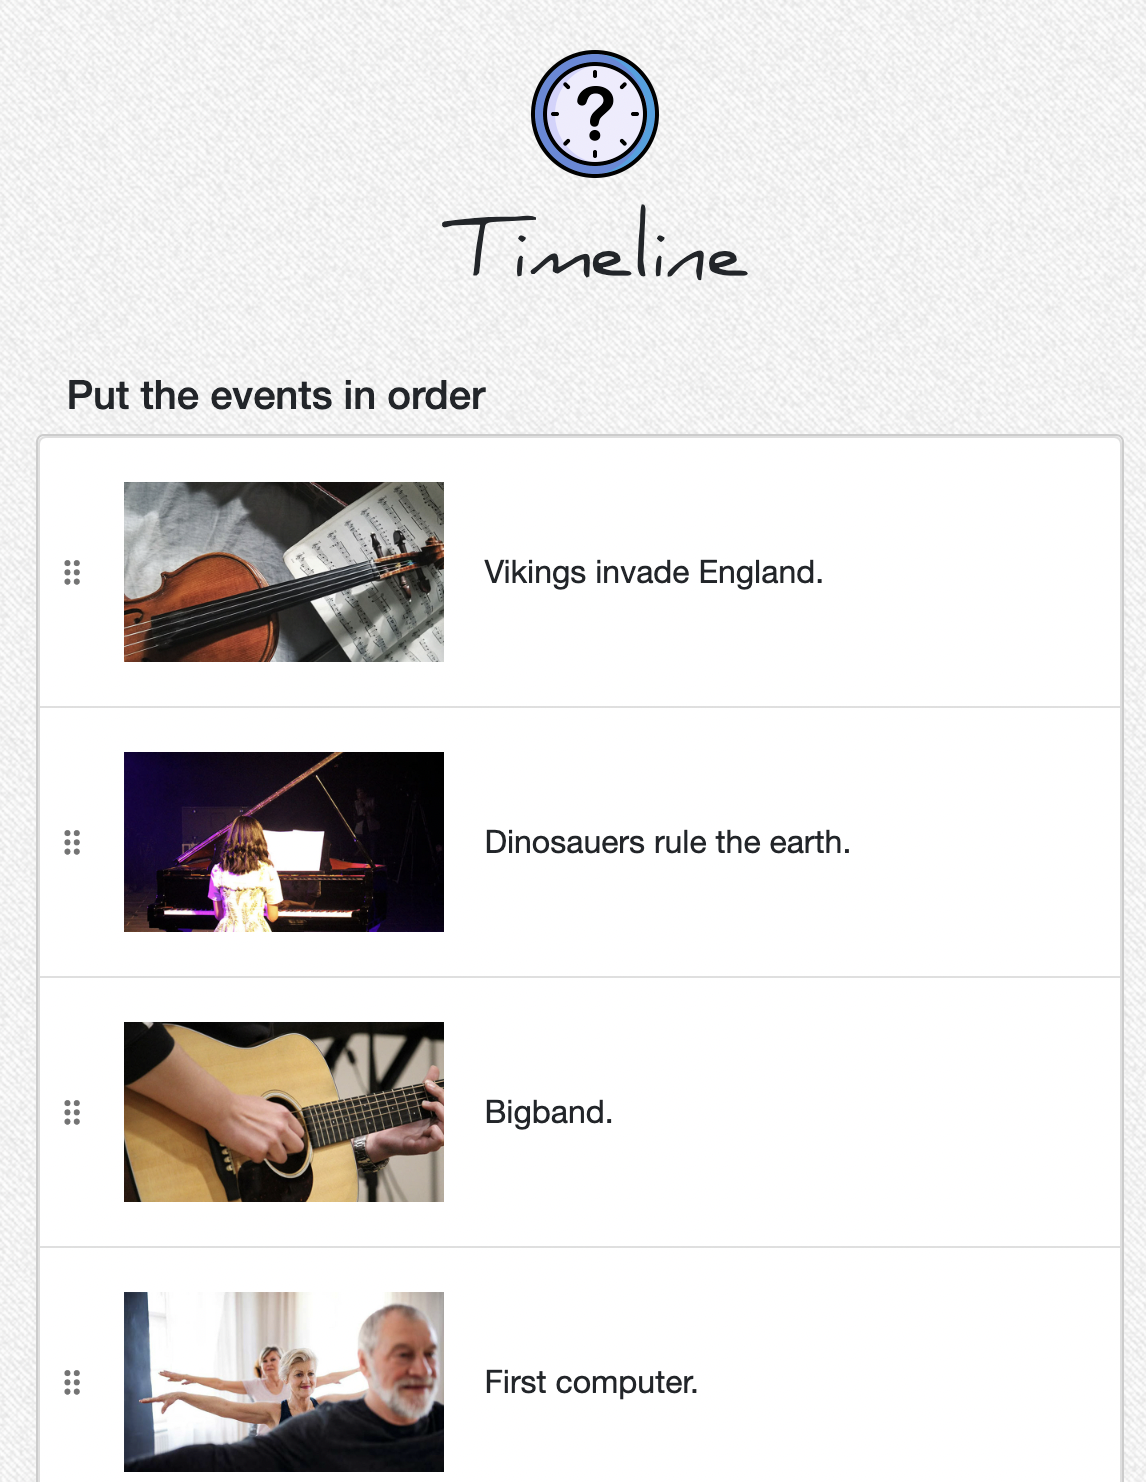 Timeline
Put the events in order
Vikings invade England.
Dinosauers rule the earth.
Bigband.
First computer.